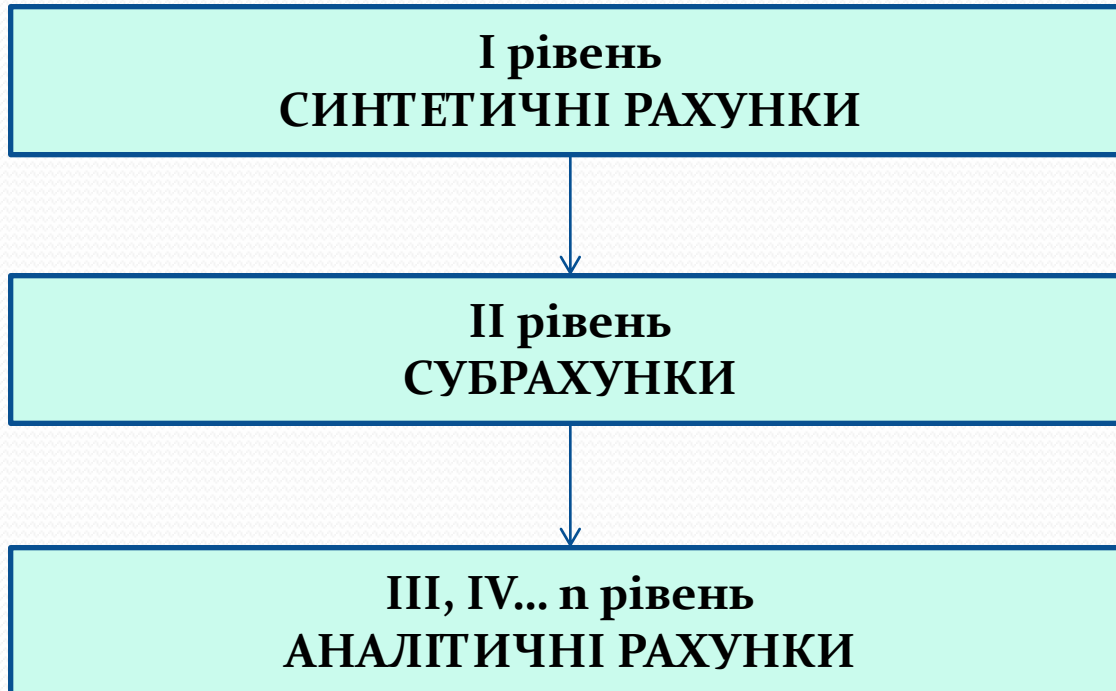 I рівень
СИНТЕТИЧНІ РАХУНКИ
II рівень
СУБРАХУНКИ
III, IV... n рівень
АНАЛІТИЧНІ РАХУНКИ